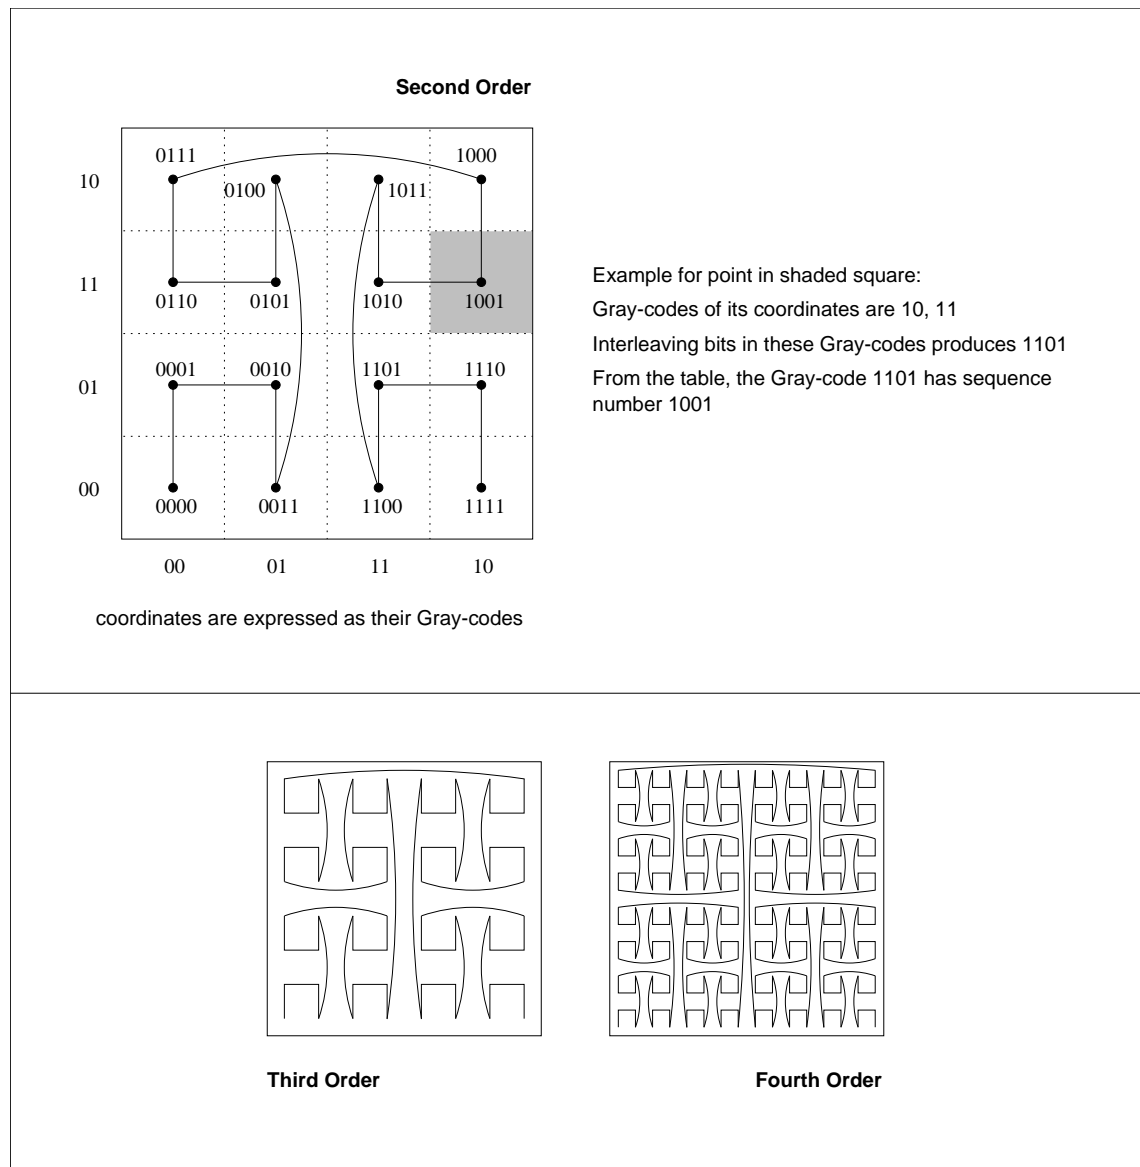 Second Order
0111 1000
10 0100 1011
11 Example for point in shaded square:
0110 0101 1010 1001
Gray-codes of its coordinates are 10, 11
Interleaving bits in these Gray-codes produces 1101
0001 0010 1101 1110
01 From the table, the Gray-code 1101 has sequence
number 1001
00
0000 0011 1100 1111
00 01 11 10
coordinates are expressed as their Gray-codes
Third Order Fourth Order